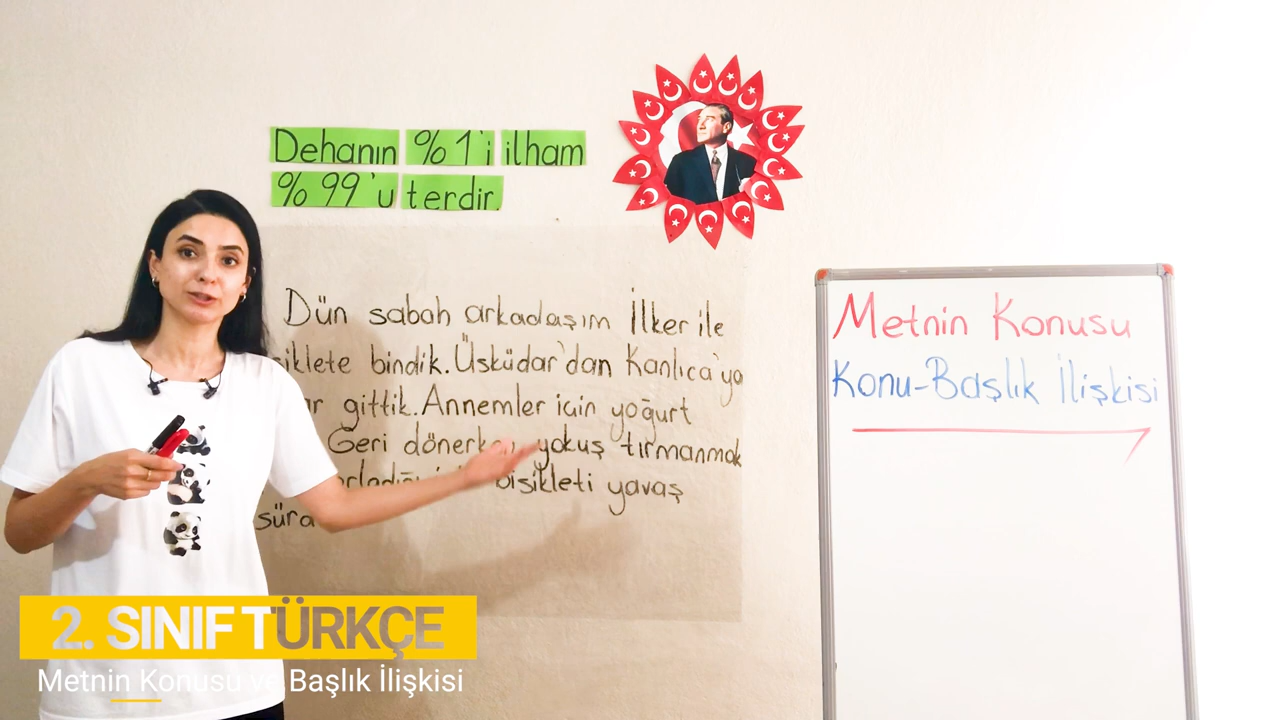 Dehanın %1'i ilham
%99'u terdir.
Dün sabah arkadaşım İlker ile
bindik. Üsküdar'dan Kanlıca'ya
gittik. Annemler için yoğurt
Geri dönerken yokuş tırmanmak
bisikleti yavaş
Metnin Konusu
Konu-Başlık İlişkisi
2. SINIF TÜRKÇE
Metnin Konusu ve Başlık İlişkisi